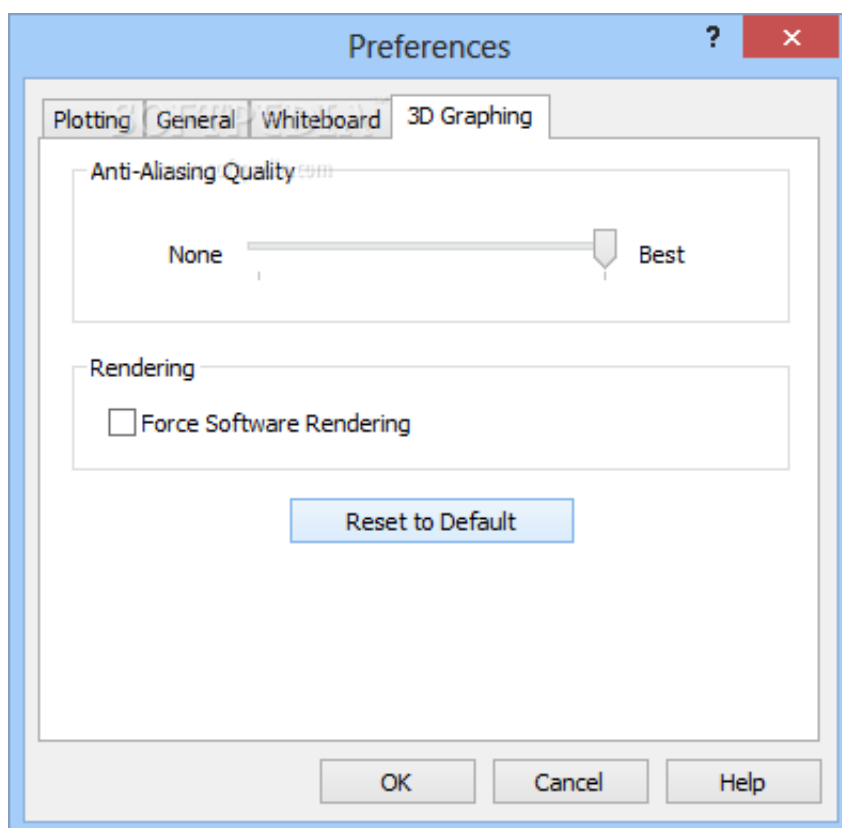 Preferences
?
Plotting General Whiteboard 3D Graphing
SOFTPEDIA
Anti-Aliasing Quality
None Best
Rendering
Force Software Rendering
Reset to Default
OK Cancel Help